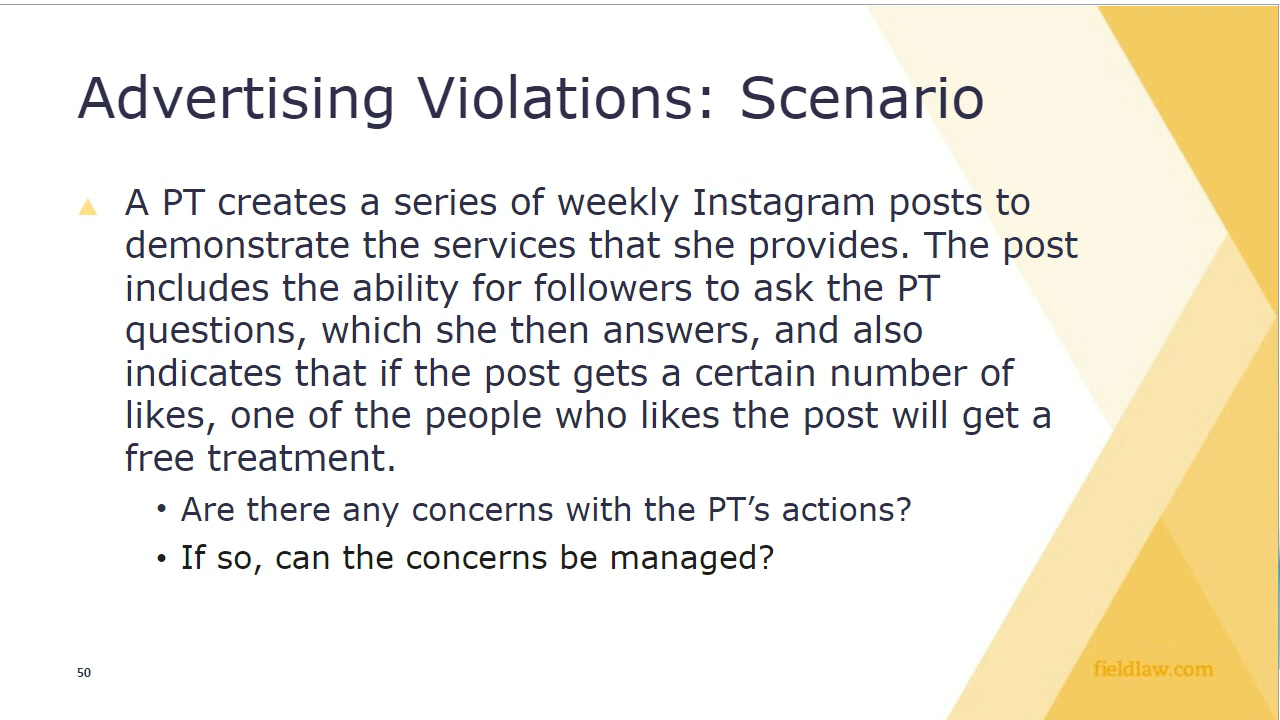 Advertising Violations: Scenario
A PT creates a series of weekly Instagram posts to
demonstrate the services that she provides. The post
includes the ability for followers to ask the PT
questions, which she then answers, and also
indicates that if the post gets a certain number of
likes, one of the people who likes the post will get a
free treatment.
• Are there any concerns with the PT’s actions?
• If so, can the concerns be managed?
50
fieldlaw.com